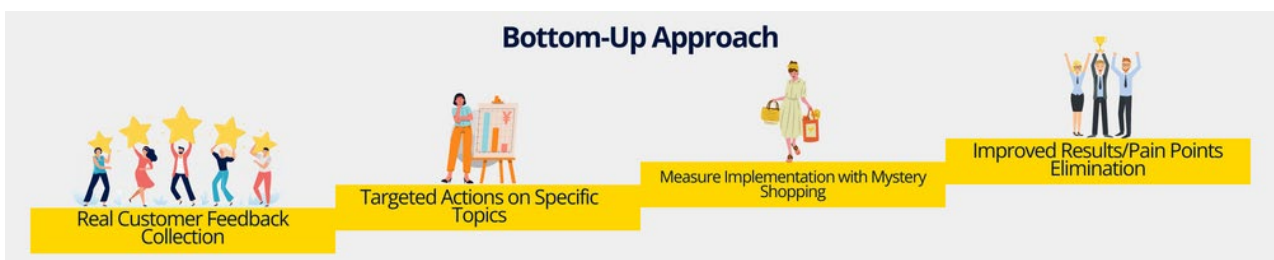 Bottom-Up Approach
Real Customer Feedback
Collection
Targeted Actions on Specific
Topics
Measure Implementation with Mystery
Shopping
Improved Results/Pain Points
Elimination